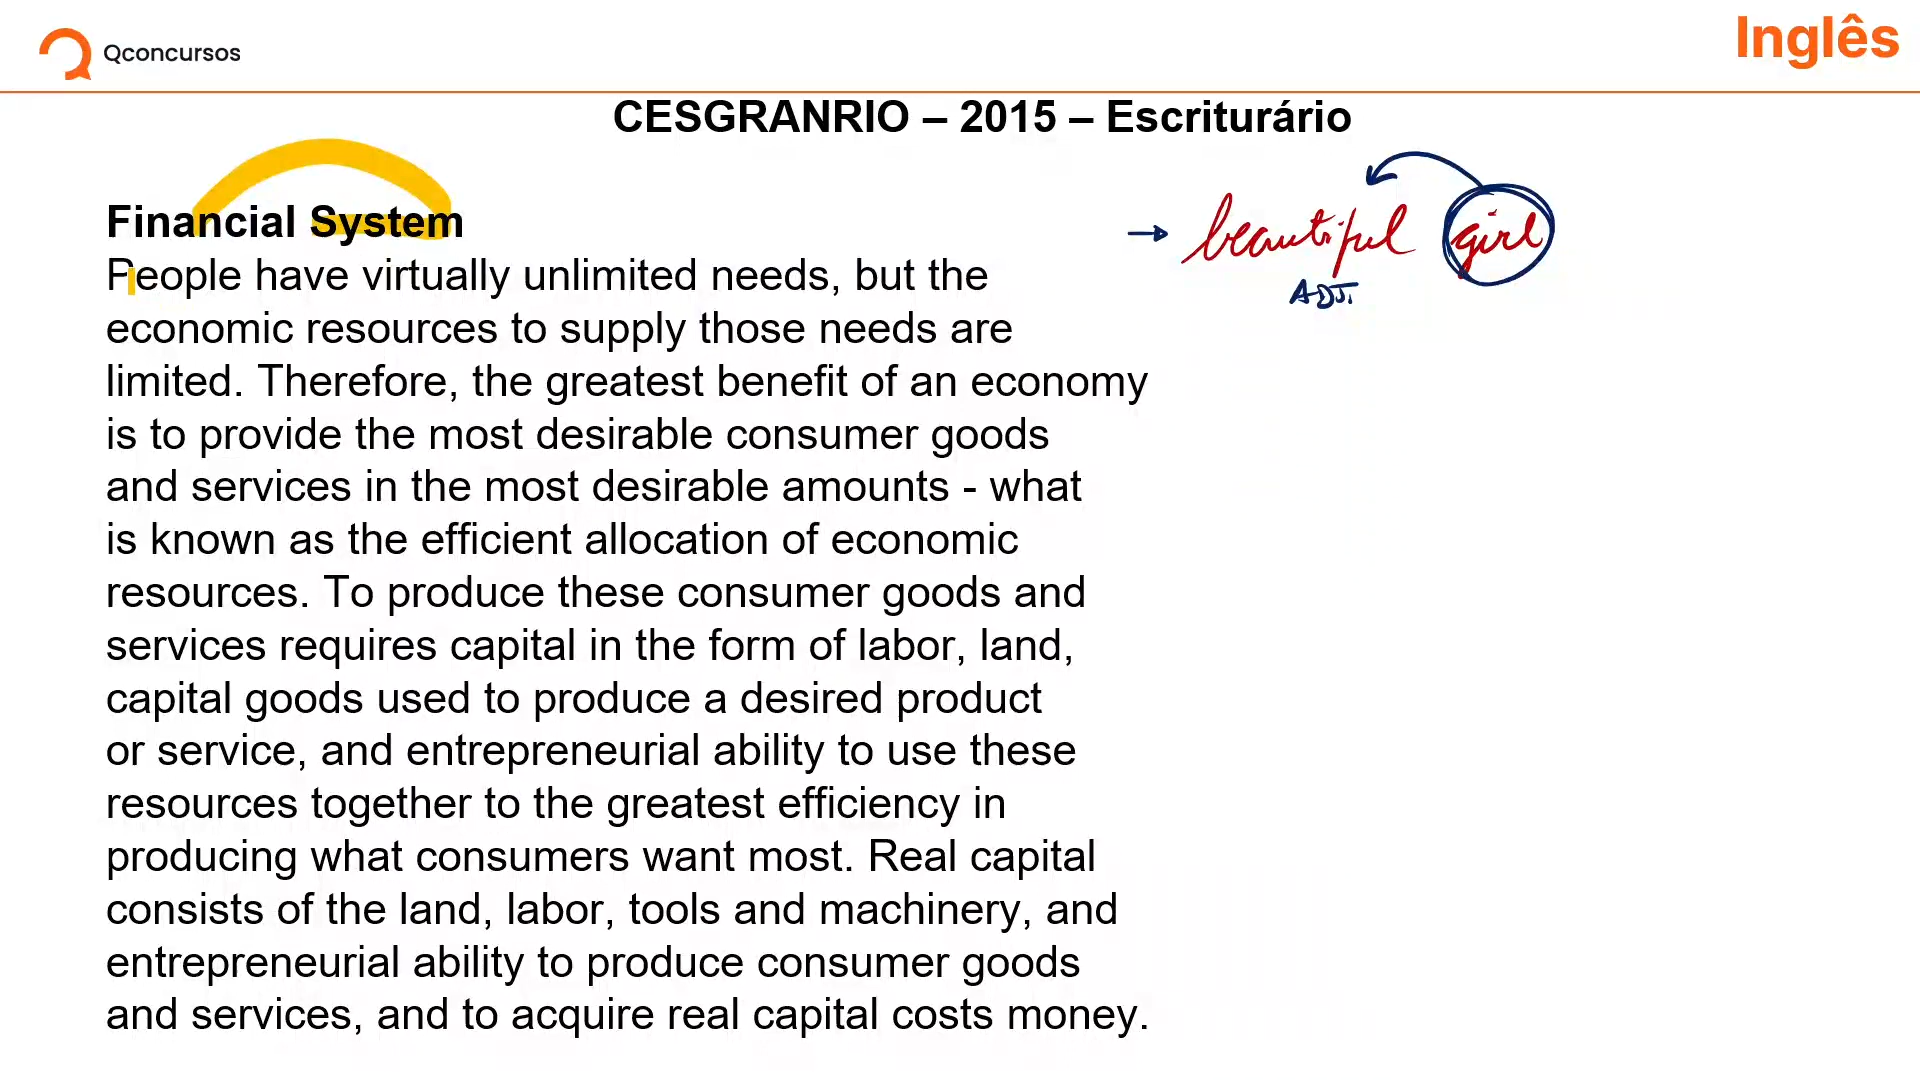 Qconcursos
Inglês
CESGRANRIO – 2015 – Escriturário
Financial System
beautiful girl
ADJ.
People have virtually unlimited needs, but the
economic resources to supply those needs are
limited. Therefore, the greatest benefit of an economy
is to provide the most desirable consumer goods
and services in the most desirable amounts - what
is known as the efficient allocation of economic
resources. To produce these consumer goods and
services requires capital in the form of labor, land,
capital goods used to produce a desired product
or service, and entrepreneurial ability to use these
resources together to the greatest efficiency in
producing what consumers want most. Real capital
consists of the land, labor, tools and machinery, and
entrepreneurial ability to produce consumer goods
and services, and to acquire real capital costs money.